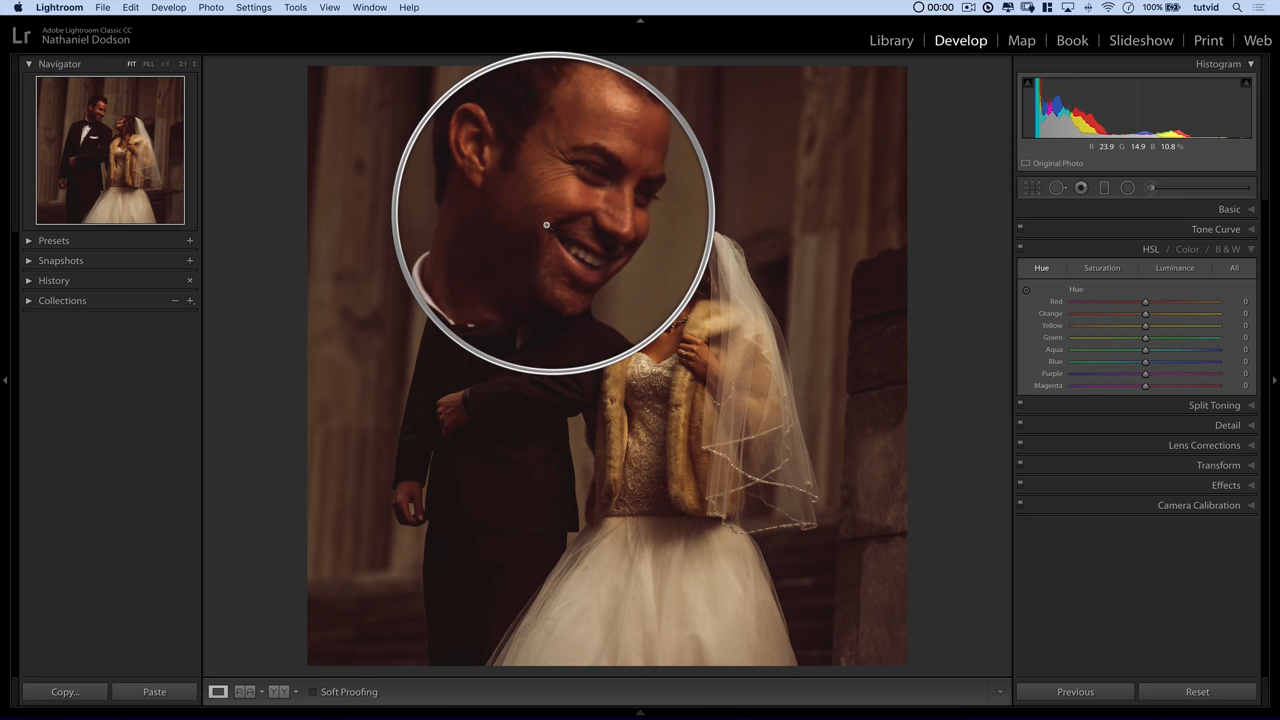 Lightroom File Edit Develop Photo Settings Tools View Window Help 00:00 100% tutvid
Lr Adobe Lightroom Classic CC
Nathaniel Dodson
Library | Develop | Map | Book | Slideshow | Print | Web
Navigator FIT FILL 1:1 2:1
Presets
Snapshots
History
Collections
Copy... Paste
Soft Proofing
Histogram
R 23.9 G 14.9 B 10.8 %
Original Photo
Basic
Tone Curve
HSL / Color / B & W
Hue Saturation Luminance All
Hue
Red 0
Orange 0
Yellow 0
Green 0
Aqua 0
Blue 0
Purple 0
Magenta 0
Split Toning
Detail
Lens Corrections
Transform
Effects
Camera Calibration
Previous Reset